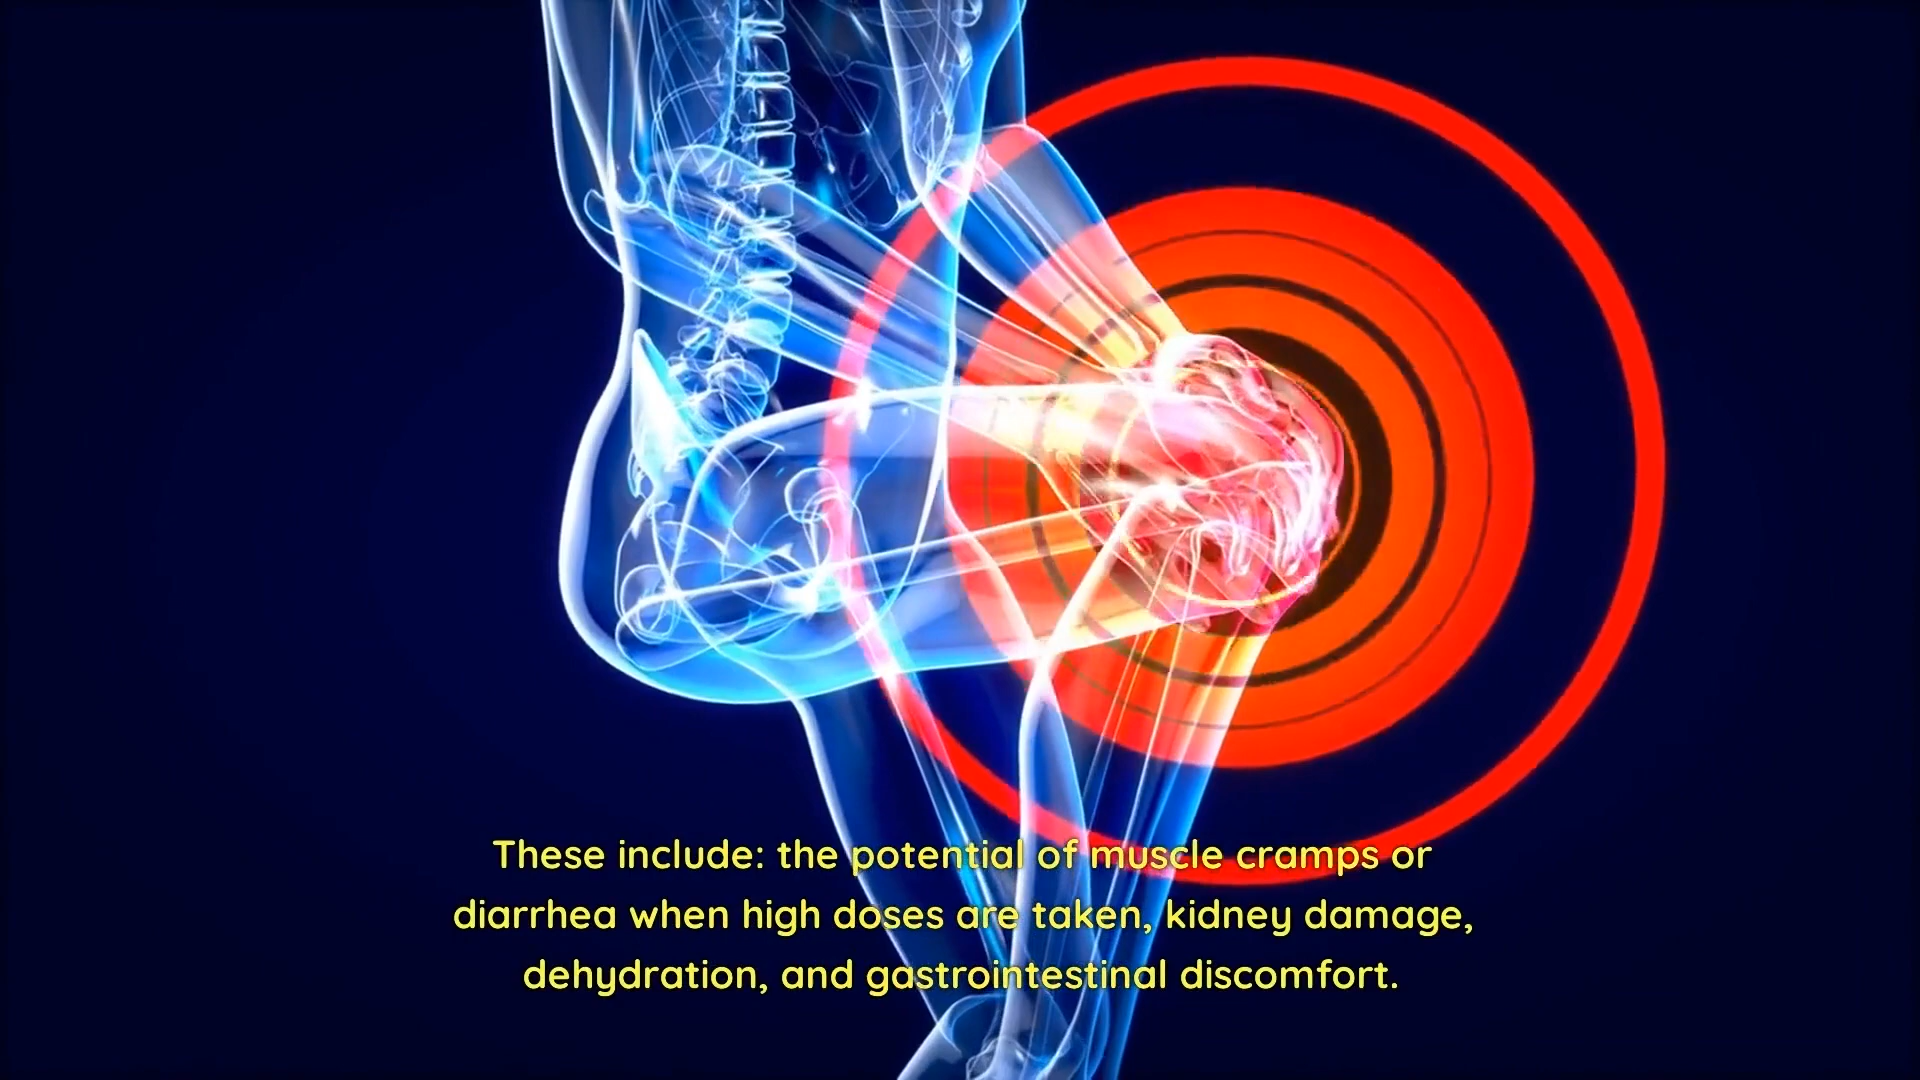 These include: the potential of muscle cramps or
diarrhea when high doses are taken, kidney damage,
dehydration, and gastrointestinal discomfort.